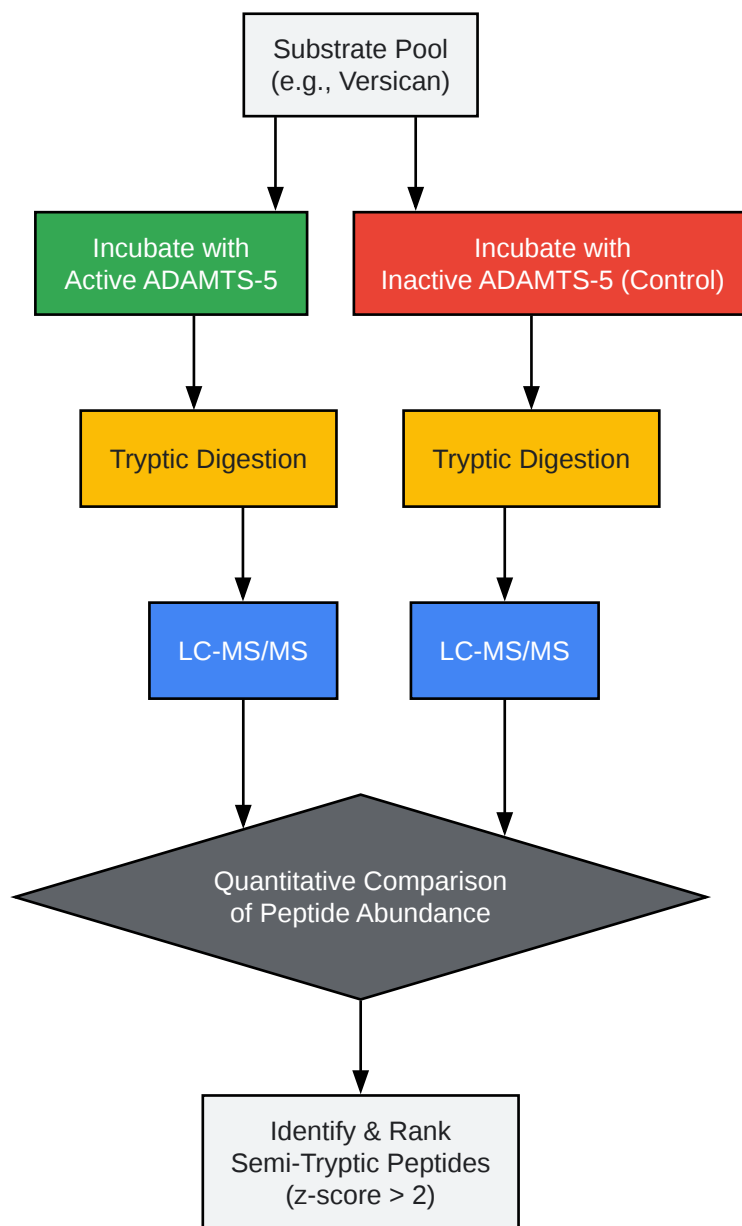 Substrate Pool
(e.g., Versican)
Incubate with
Active ADAMTS-5
Incubate with
Inactive ADAMTS-5 (Control)
Tryptic Digestion
Tryptic Digestion
LC-MS/MS
LC-MS/MS
Quantitative Comparison
of Peptide Abundance
Identify & Rank
Semi-Tryptic Peptides
(z-score > 2)